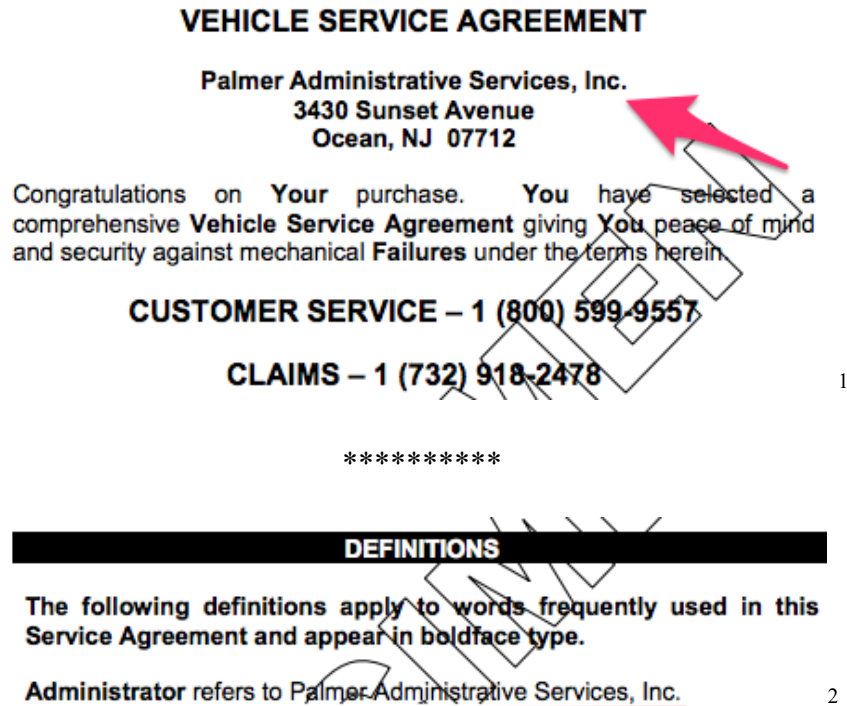 VEHICLE SERVICE AGREEMENT
Palmer Administrative Services, Inc.
3430 Sunset Avenue
Ocean, NJ 07712
Congratulations on Your purchase. You have selected a
comprehensive Vehicle Service Agreement giving You peace of mind
and security against mechanical Failures under the terms herein.
CUSTOMER SERVICE – 1 (800) 599-9557
CLAIMS – 1 (732) 918-2478
1
**********
DEFINITIONS
The following definitions apply to words frequently used in this
Service Agreement and appear in boldface type.
Administrator refers to Palmer Administrative Services, Inc.
2